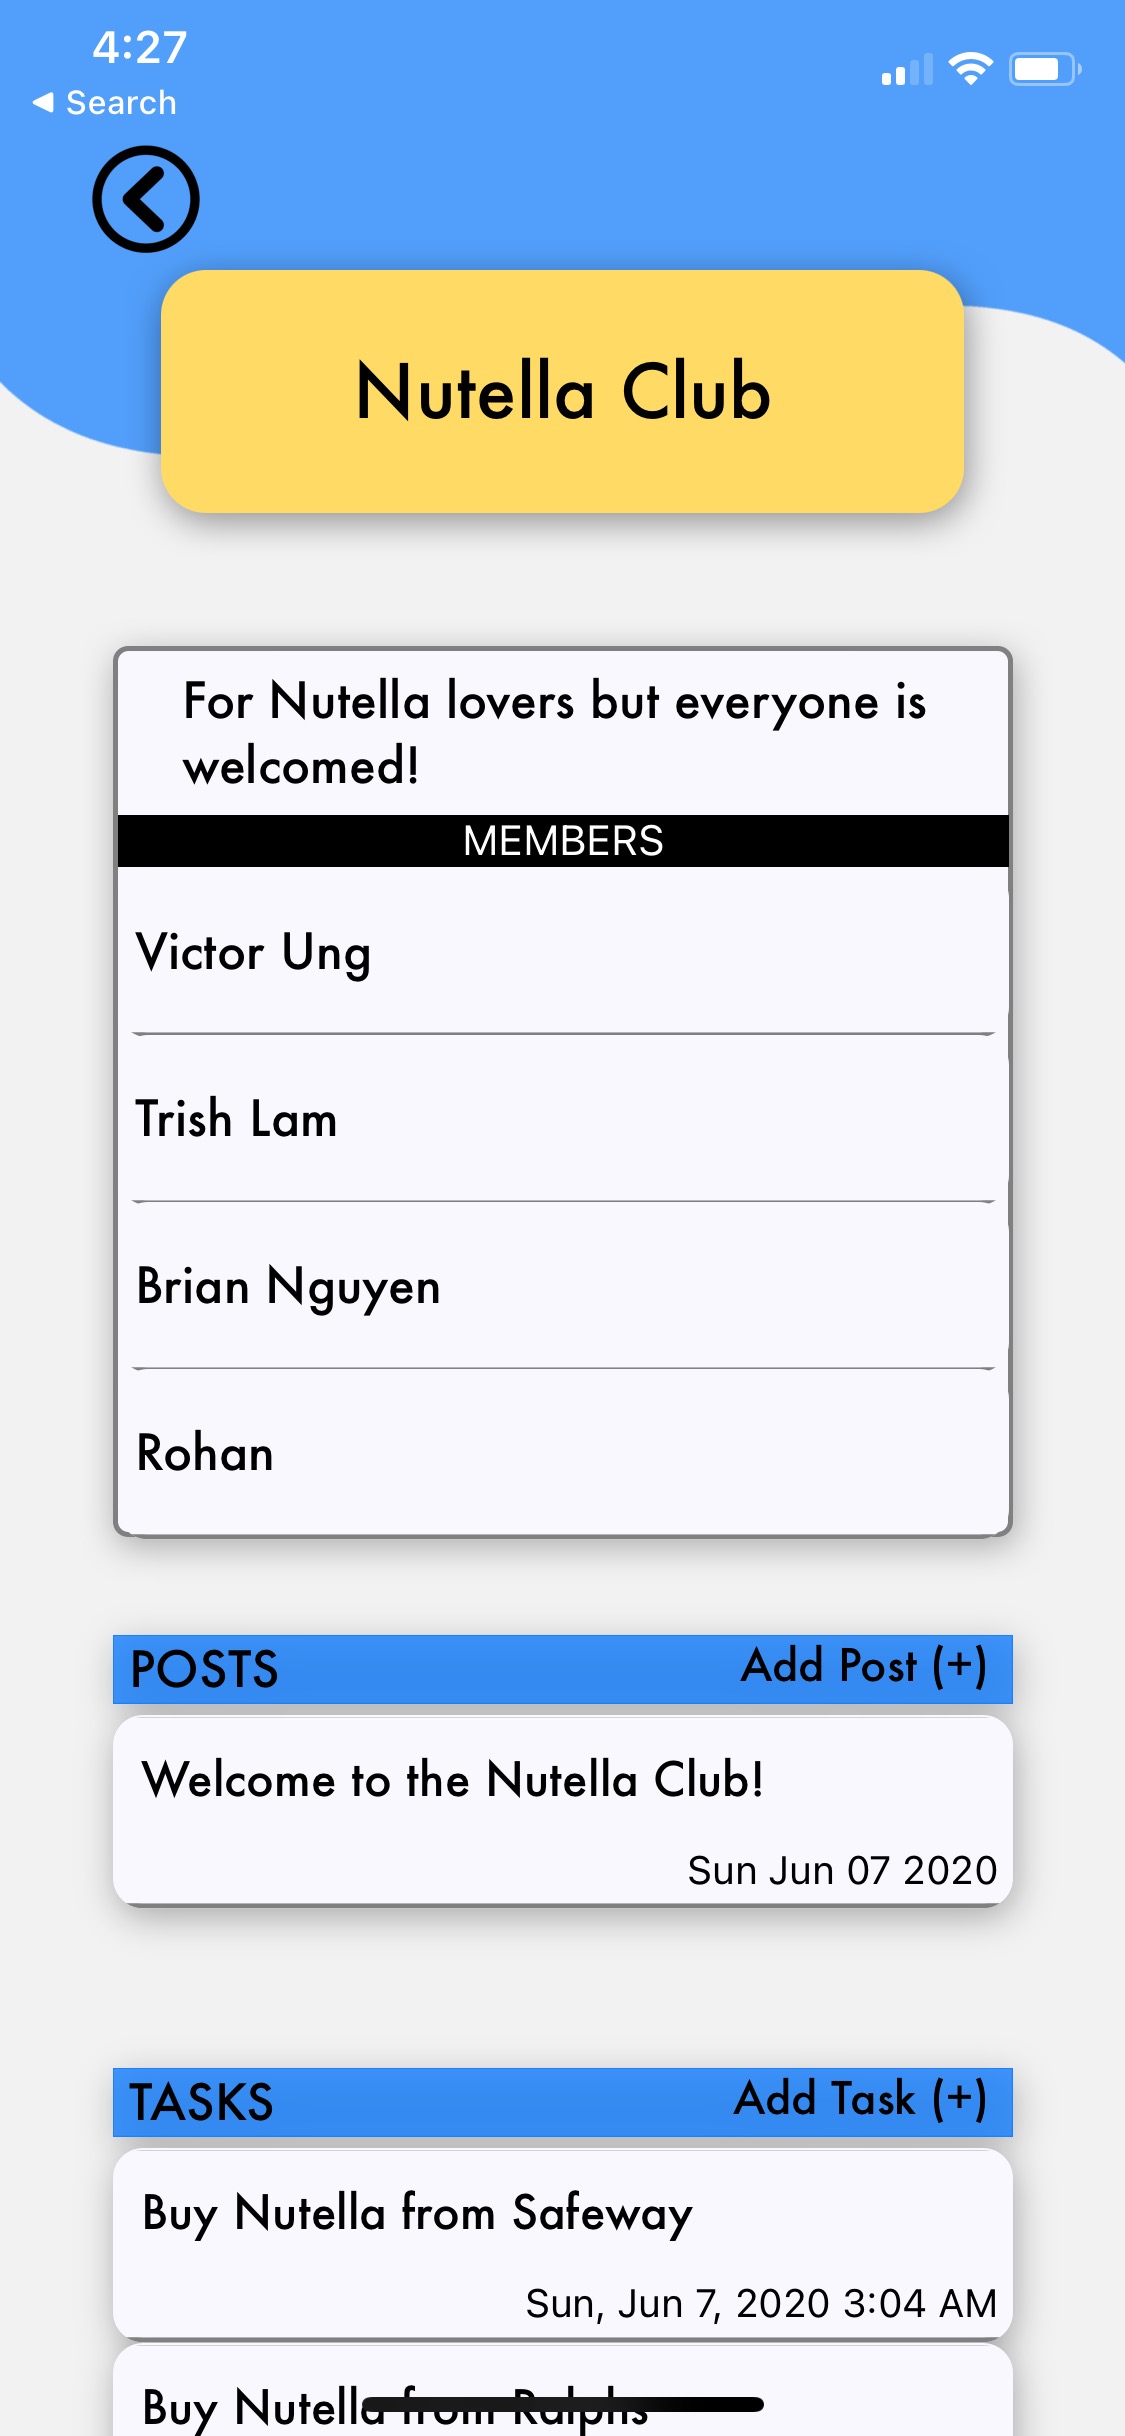 4:27
◀ Search
Nutella Club
For Nutella lovers but everyone is
welcomed!
MEMBERS
Victor Ung
Trish Lam
Brian Nguyen
Rohan
POSTS Add Post (+)
Welcome to the Nutella Club!
Sun Jun 07 2020
TASKS Add Task (+)
Buy Nutella from Safeway
Sun, Jun 7, 2020 3:04 AM
Buy Nutella from Ralphs